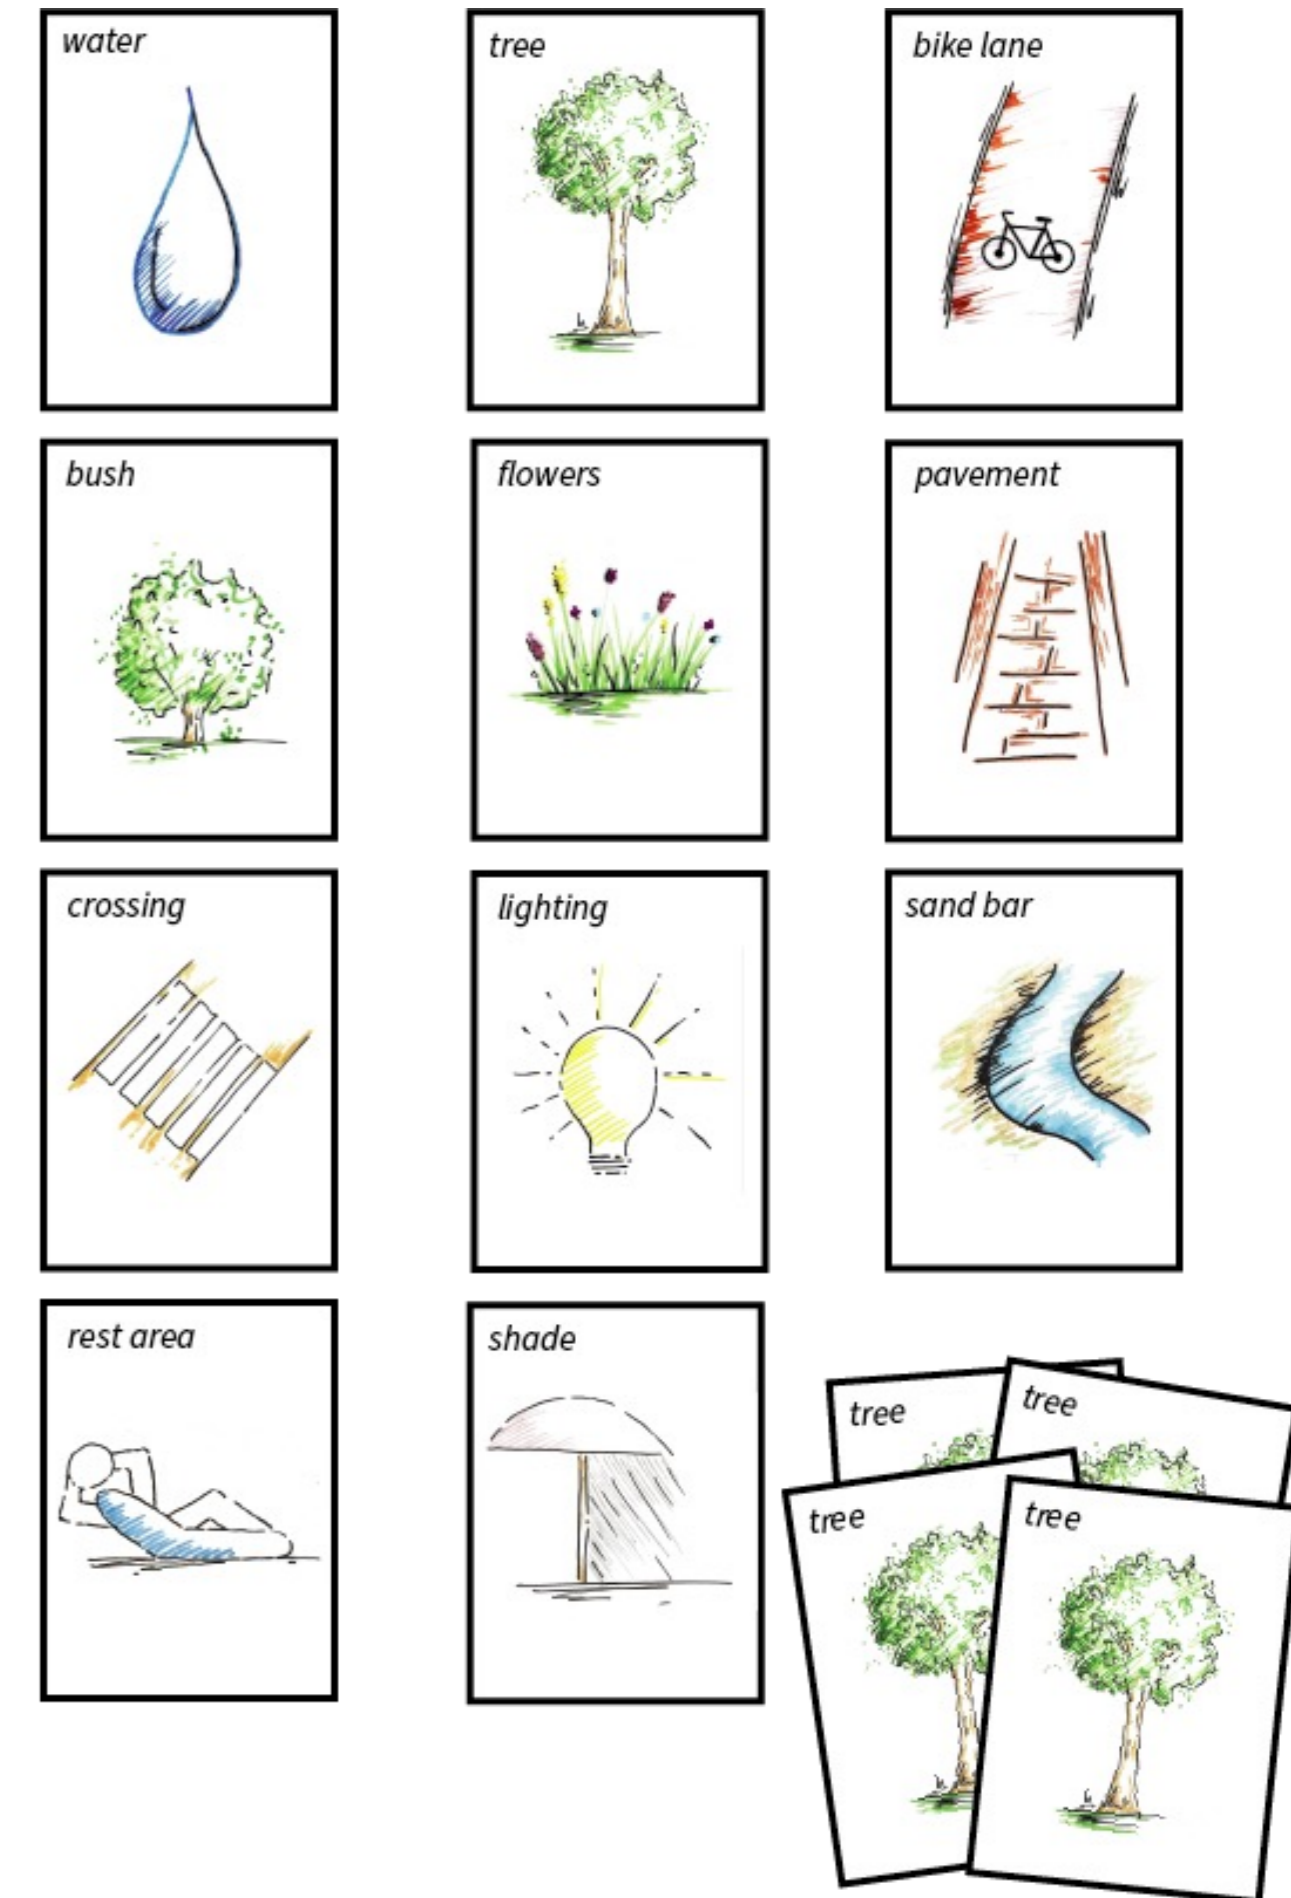 water
tree
bike lane
bush
flowers
pavement
crossing
lighting
sand bar
rest area
shade
tree
tree
tree
tree